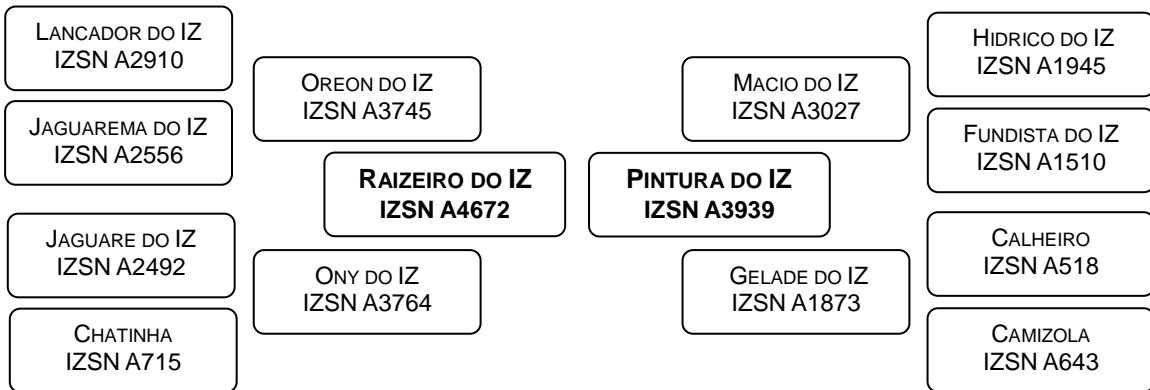 LANCADOR DO IZ
IZSN A2910
JAGUAREMA DO IZ
IZSN A2556
JAGUARE DO IZ
IZSN A2492
CHATINHA
IZSN A715
OREON DO IZ
IZSN A3745
ONY DO IZ
IZSN A3764
RAIZEIRO DO IZ
IZSN A4672
PINTURA DO IZ
IZSN A3939
MACIO DO IZ
IZSN A3027
GELADE DO IZ
IZSN A1873
HIDRICO DO IZ
IZSN A1945
FUNDISTA DO IZ
IZSN A1510
CALHEIRO
IZSN A518
CAMIZOLA
IZSN A643